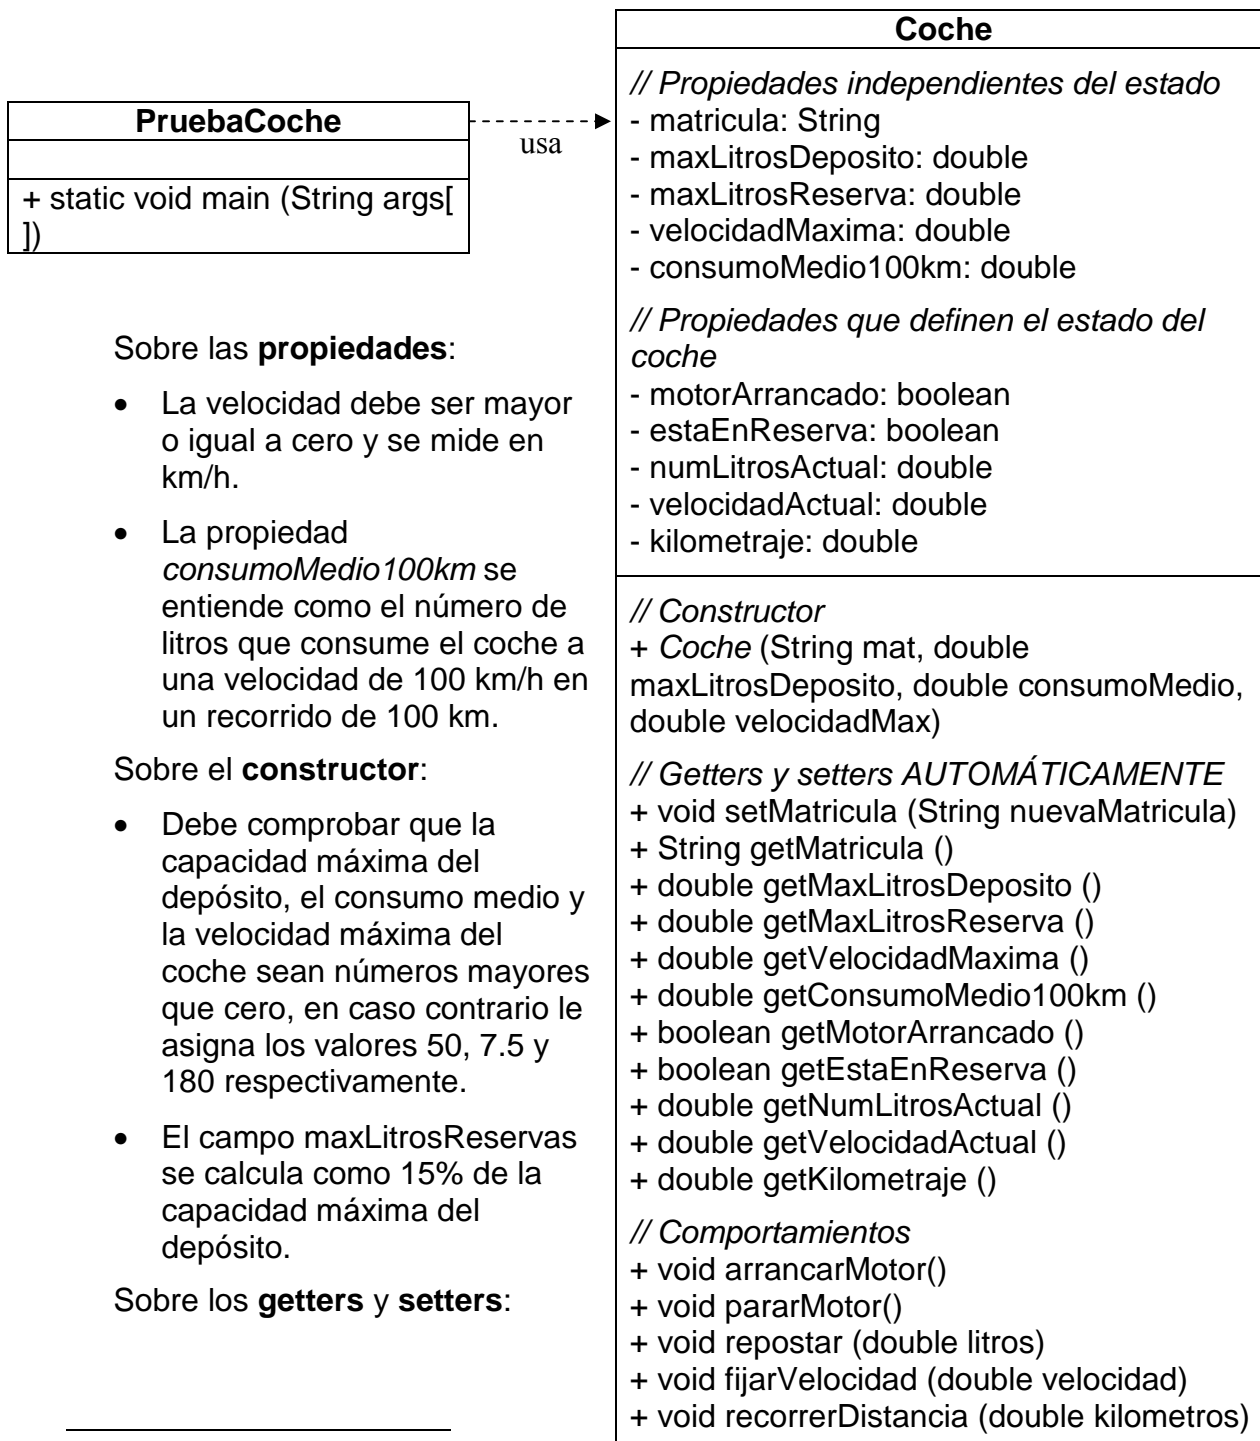 PruebaCoche
+ static void main (String args[
])
usa
Sobre las propiedades:
• La velocidad debe ser mayor
o igual a cero y se mide en
km/h.
• La propiedad
consumoMedio100km se
entiende como el número de
litros que consume el coche a
una velocidad de 100 km/h en
un recorrido de 100 km.
Sobre el constructor:
• Debe comprobar que la
capacidad máxima del
depósito, el consumo medio y
la velocidad máxima del
coche sean números mayores
que cero, en caso contrario le
asigna los valores 50, 7.5 y
180 respectivamente.
• El campo maxLitrosReservas
se calcula como 15% de la
capacidad máxima del
depósito.
Sobre los getters y setters:
Coche
// Propiedades independientes del estado
- matricula: String
- maxLitrosDeposito: double
- maxLitrosReserva: double
- velocidadMaxima: double
- consumoMedio100km: double
// Propiedades que definen el estado del
coche
- motorArrancado: boolean
- estaEnReserva: boolean
- numLitrosActual: double
- velocidadActual: double
- kilometraje: double
// Constructor
+ Coche (String mat, double
maxLitrosDeposito, double consumoMedio,
double velocidadMax)
// Getters y setters AUTOMÁTICAMENTE
+ void setMatricula (String nuevaMatricula)
+ String getMatricula ()
+ double getMaxLitrosDeposito ()
+ double getMaxLitrosReserva ()
+ double getVelocidadMaxima ()
+ double getConsumoMedio100km ()
+ boolean getMotorArrancado ()
+ boolean getEstaEnReserva ()
+ double getNumLitrosActual ()
+ double getVelocidadActual ()
+ double getKilometraje ()
// Comportamientos
+ void arrancarMotor()
+ void pararMotor()
+ void repostar (double litros)
+ void fijarVelocidad (double velocidad)
+ void recorrerDistancia (double kilometros)